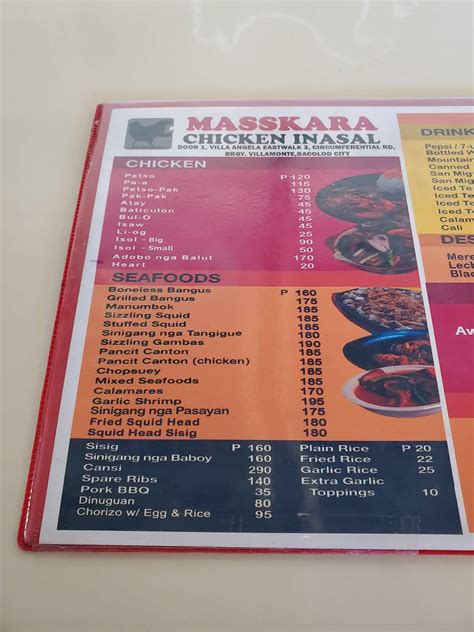 MASSKARA
CHICKEN INASAL
DOOR 1, VILLA ANGELA EASTWALK 3, CIRCUMFERENTIAL RD,
BRGY. VILLAMONTE, BACOLOD CITY
CHICKEN
Petso P 120
Pa-a 115
Petso-Pak 130
Pak-Pak 75
Atay 45
Baticulon 45
Bul-O 45
Isaw 45
Li-og 25
Isol - Big 90
Isol - Small 50
Adobo nga Balut 170
Heart 20
SEAFOODS
Boneless Bangus P 160
Grilled Bangus 175
Manumbok 185
Sizzling Squid 185
Stuffed Squid 185
Sinigang nga Tangigue 180
Sizzling Gambas 190
Pancit Canton 185
Pancit Canton (chicken) 185
Chopsuey 185
Mixed Seafoods 185
Calamares 170
Garlic Shrimp 195
Sinigang nga Pasayan 175
Fried Squid Head 180
Squid Head Sisig 180
Sisig P 160
Sinigang nga Baboy 160
Cansi 290
Spare Ribs 140
Pork BBQ 35
Dinuguan 80
Chorizo w/ Egg & Rice 95
Plain Rice P 20
Fried Rice 22
Garlic Rice 25
Extra Garlic
Toppings 10
DRINK
Pepsi / 7-u
Bottled W
Mountain
Canned
San Mig
San Mig
Iced Te
Iced Te
Iced Te
Calam
Cali
DES
Mere
Lech
Blac
Av